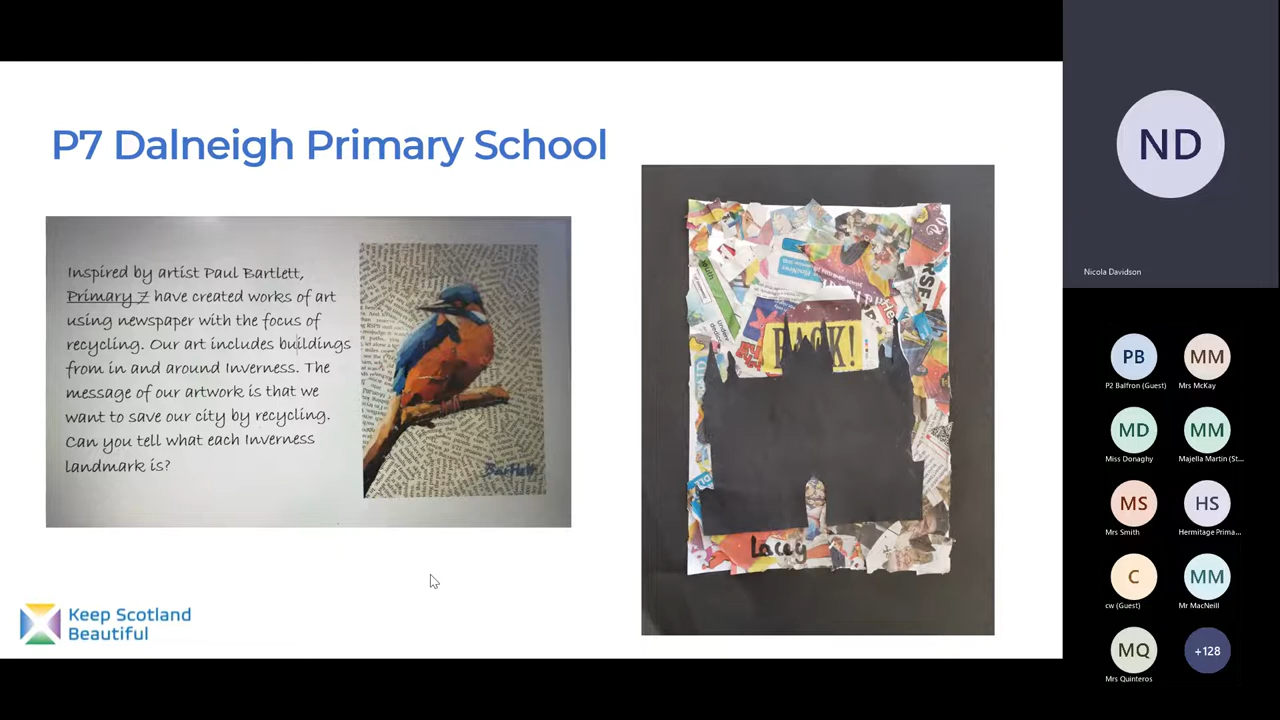 P7 Dalneigh Primary School
Inspired by artist Paul Bartlett,
Primary 7 have created works of art
using newspaper with the focus of
recycling. Our art includes buildings
from in and around Inverness. The
message of our artwork is that we
want to save our city by recycling.
Can you tell what each Inverness
landmark is?
Bartlett
BACK!
Lacey
Keep Scotland
Beautiful
ND
Nicola Davidson
PB
P2 Balfron (Guest)
MM
Mrs McKay
MD
Miss Donaghy
MM
Majella Martin (St...
MS
Mrs Smith
HS
Hermitage Prima...
C
cw (Guest)
MM
Mr MacNeill
MQ
Mrs Quinteros
+128